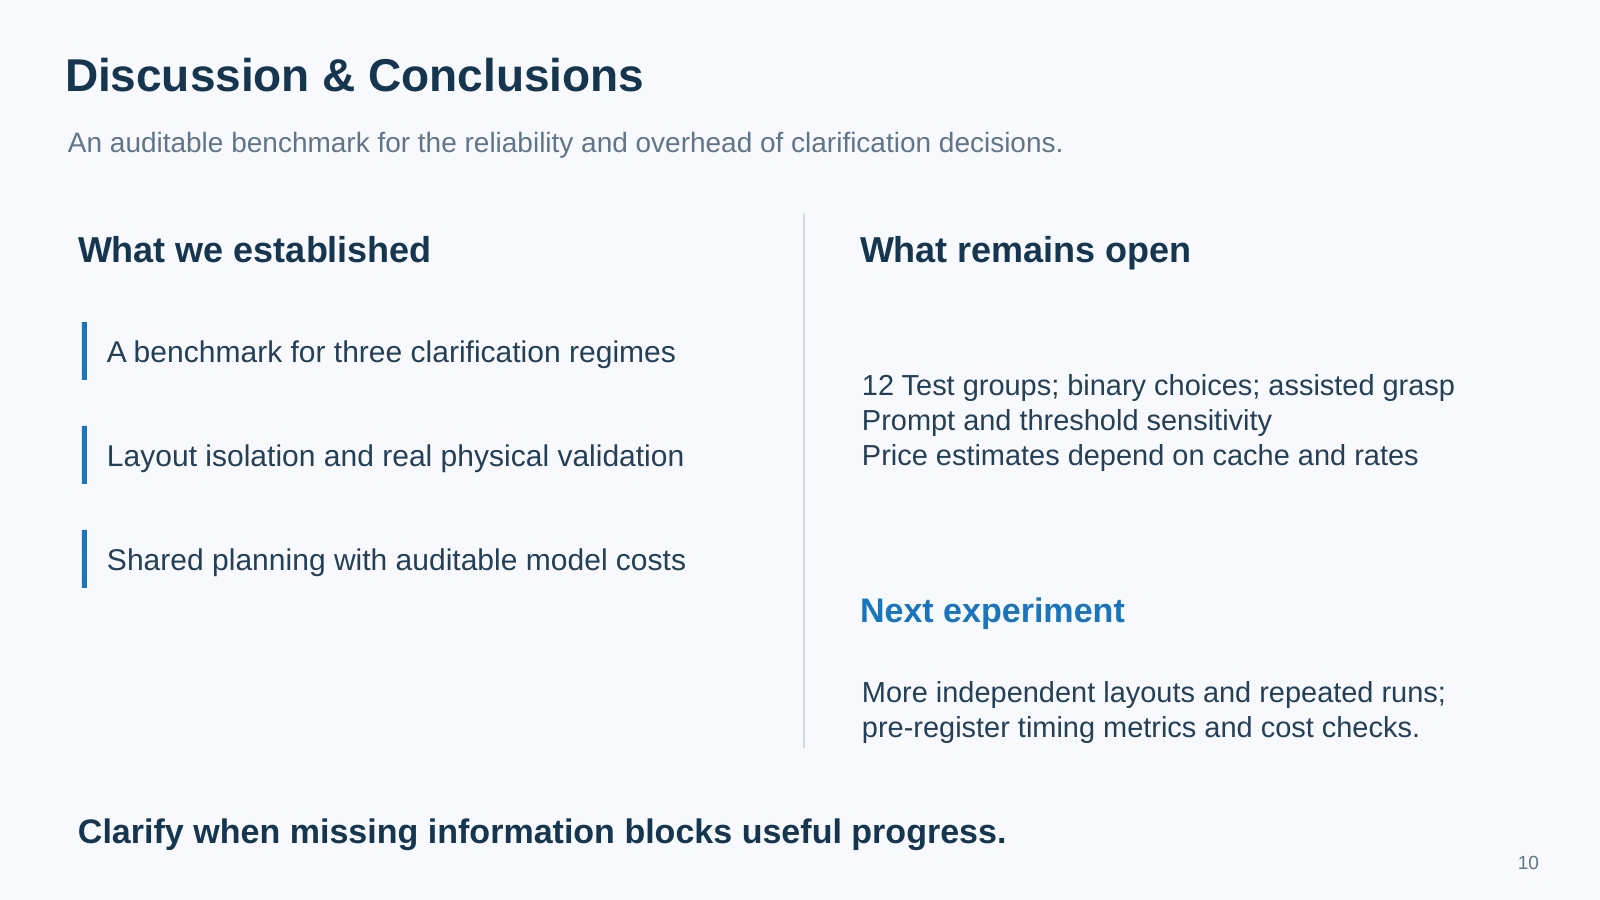 Discussion & Conclusions
An auditable benchmark for the reliability and overhead of clarification decisions.
What we established
A benchmark for three clarification regimes
Layout isolation and real physical validation
Shared planning with auditable model costs
What remains open
12 Test groups; binary choices; assisted grasp
Prompt and threshold sensitivity
Price estimates depend on cache and rates
Next experiment
More independent layouts and repeated runs;
pre-register timing metrics and cost checks.
Clarify when missing information blocks useful progress.
10